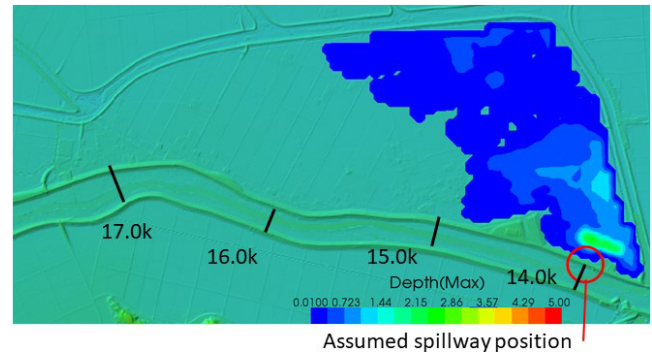 17.0k
16.0k
15.0k
14.0k
Depth(Max)
0.0100 0.723 1.44 2.15 2.86 3.57 4.29 5.00
Assumed spillway position